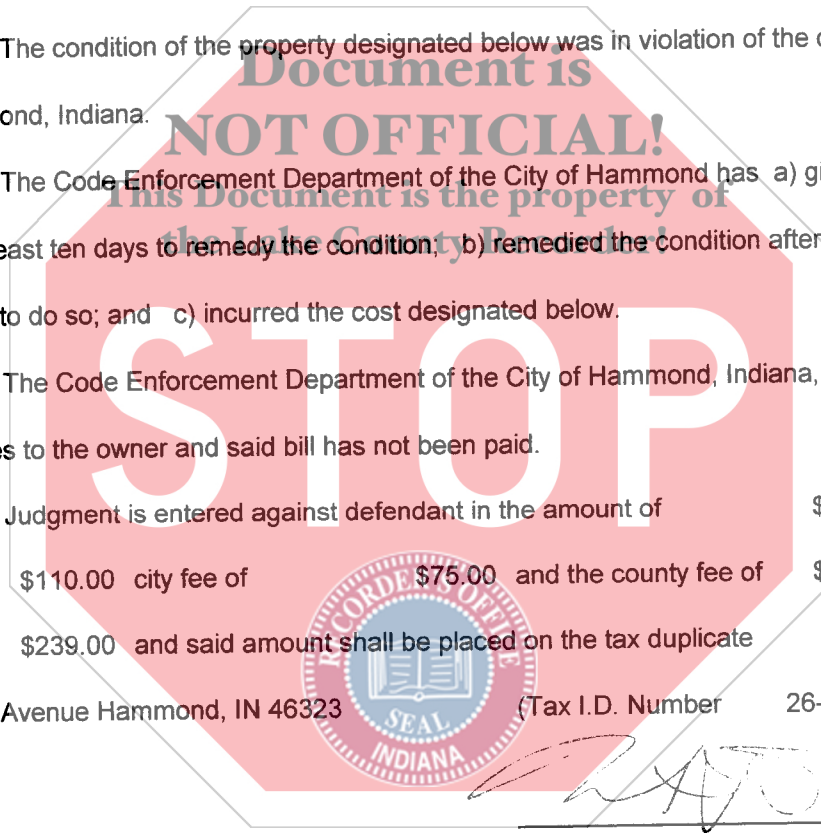 The condition of the property designated below was in violation of the
Document is
ond, Indiana.
NOT OFFICIAL!
The Code Enforcement Department of the City of Hammond has a)
This Document is the property of
east ten days to remedy the condition; b) remedied the condition after
the Lake County Recorder!
to do so; and c) incurred the cost designated below.
STOP
The Code Enforcement Department of the City of Hammond, Indiana,
s to the owner and said bill has not been paid.
Judgment is entered against defendant in the amount of $
$110.00 city fee of $75.00 and the county fee of $
$239.00 and said amount shall be placed on the tax duplicate
Avenue Hammond, IN 46323 (Tax I.D. Number 26-
RECORDER'S OFFICE
SEAL
INDIANA